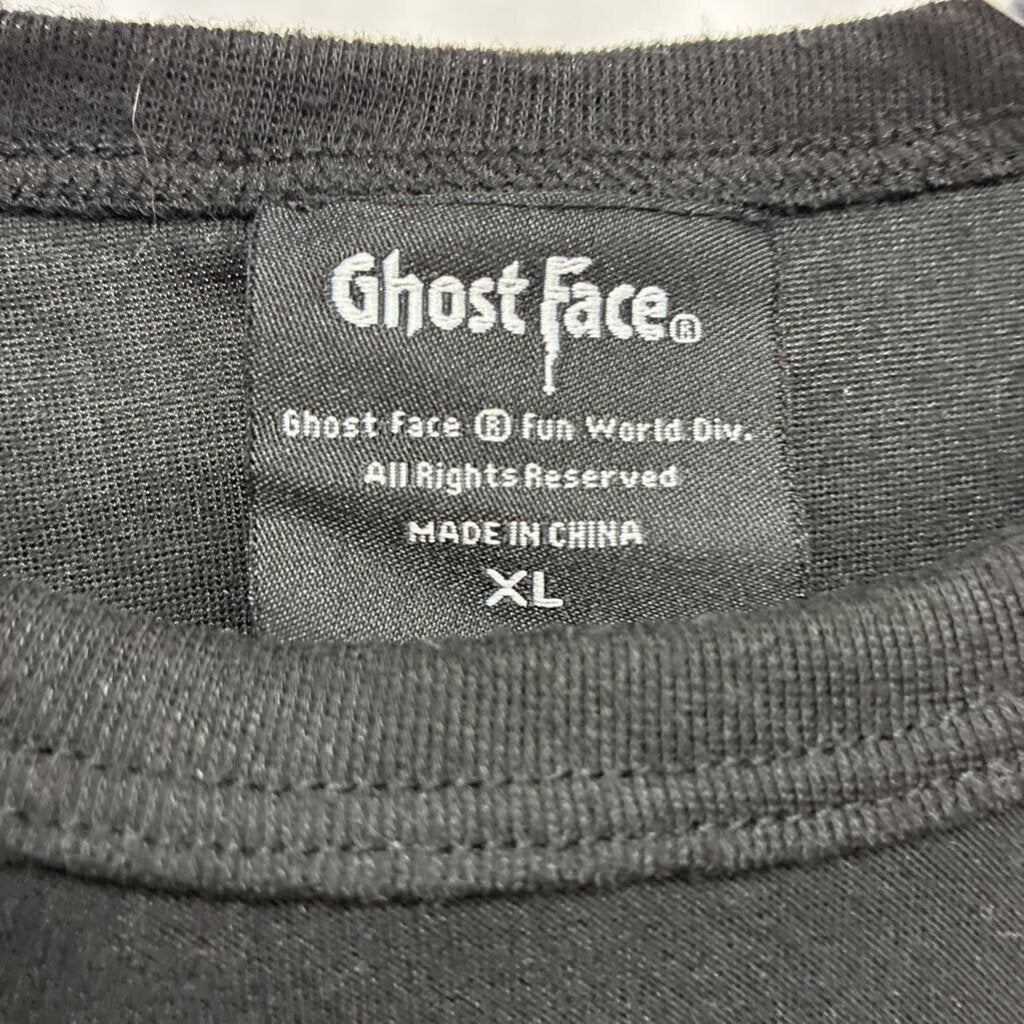 Ghost Face®
Ghost Face ® Fun World Div.
All Rights Reserved
MADE IN CHINA
XL